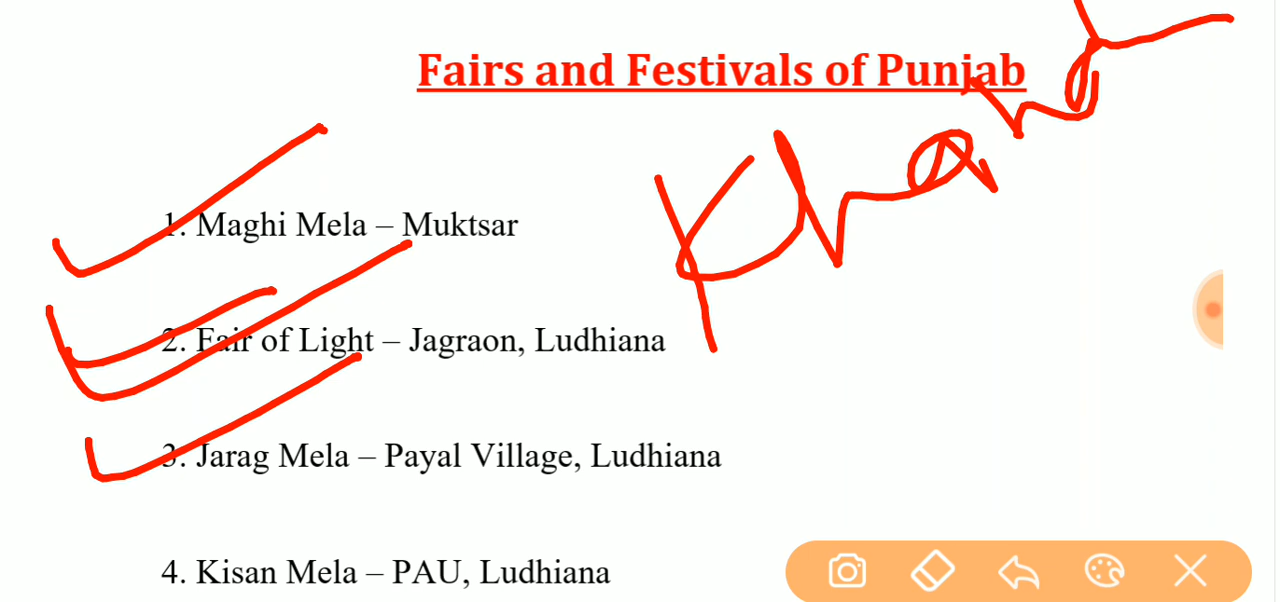 Fairs and Festivals of Punjab
Khanna
1. Maghi Mela – Muktsar
2. Fair of Light – Jagraon, Ludhiana
3. Jarag Mela – Payal Village, Ludhiana
4. Kisan Mela – PAU, Ludhiana